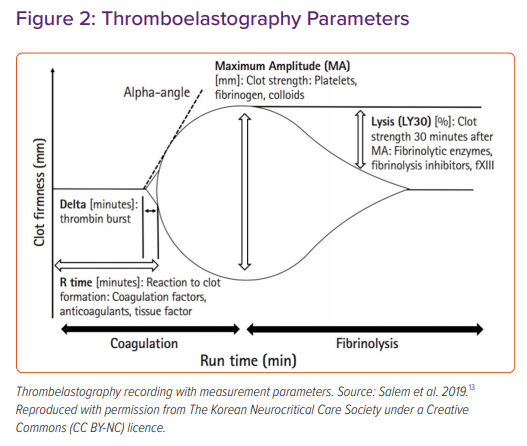 Figure 2: Thromboelastography Parameters
Maximum Amplitude (MA)
[mm]: Clot strength: Platelets,
fibrinogen, colloids
Alpha-angle
Lysis (LY30) [%]: Clot
strength 30 minutes after
MA: Fibrinolytic enzymes,
fibrinolysis inhibitors, fXIII
Clot firmness (mm)
Delta [minutes]:
thrombin burst
R time [minutes]: Reaction to clot
formation: Coagulation factors,
anticoagulants, tissue factor
Coagulation
Fibrinolysis
Run time (min)
Thrombelastography recording with measurement parameters. Source: Salem et al. 2019.13
Reproduced with permission from The Korean Neurocritical Care Society under a Creative
Commons (CC BY-NC) licence.